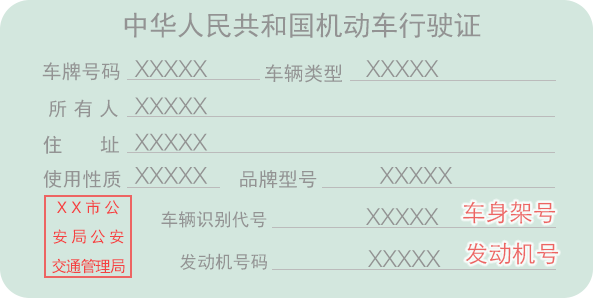 中华人民共和国机动车行驶证
车牌号码 XXXXX 车辆类型 XXXXX
所有人 XXXXX
住址 XXXXX
使用性质 XXXXX 品牌型号 XXXXX
车辆识别代号 XXXXX 车身架号
发动机号码 XXXXX 发动机号
XX市公
安局公安
交通管理局